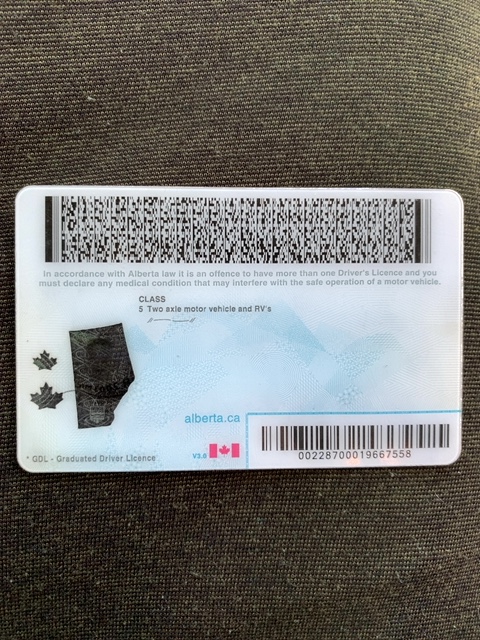 In accordance with Alberta law it is an offence to have more than one Driver's Licence and you
must declare any medical condition that may interfere with the safe operation of a motor vehicle.
CLASS
5 Two axle motor vehicle and RV's
alberta.ca
V3.0
00228700019667558
* GDL - Graduated Driver Licence